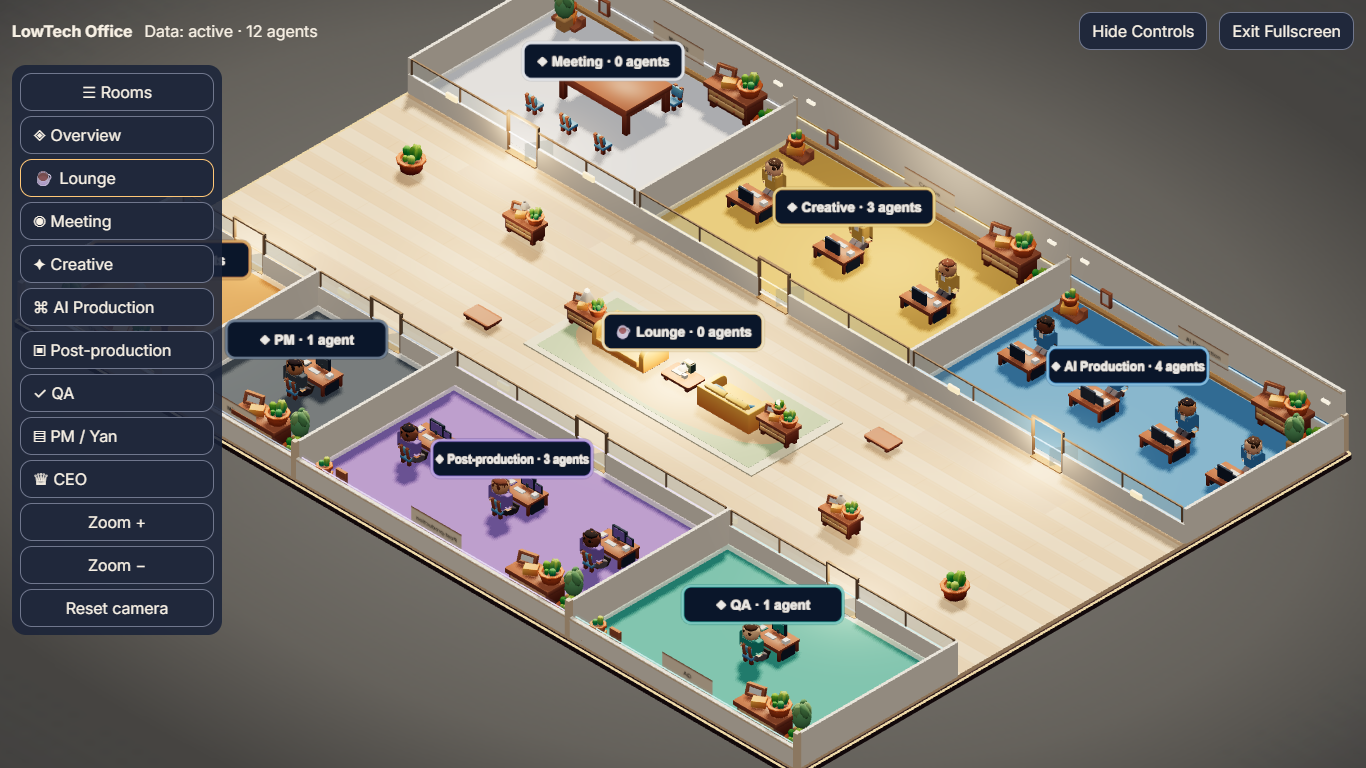 LowTech Office Data: active · 12 agents
Hide Controls
Exit Fullscreen
☰ Rooms
◈ Overview
Lounge
◉ Meeting
✦ Creative
⌘ AI Production
▣ Post-production
✓ QA
▤ PM / Yan
♛ CEO
Zoom +
Zoom −
Reset camera
◆ Meeting · 0 agents
◆ Creative · 3 agents
Lounge · 0 agents
◆ PM · 1 agent
◆ AI Production · 4 agents
◆ Post-production · 3 agents
◆ QA · 1 agent